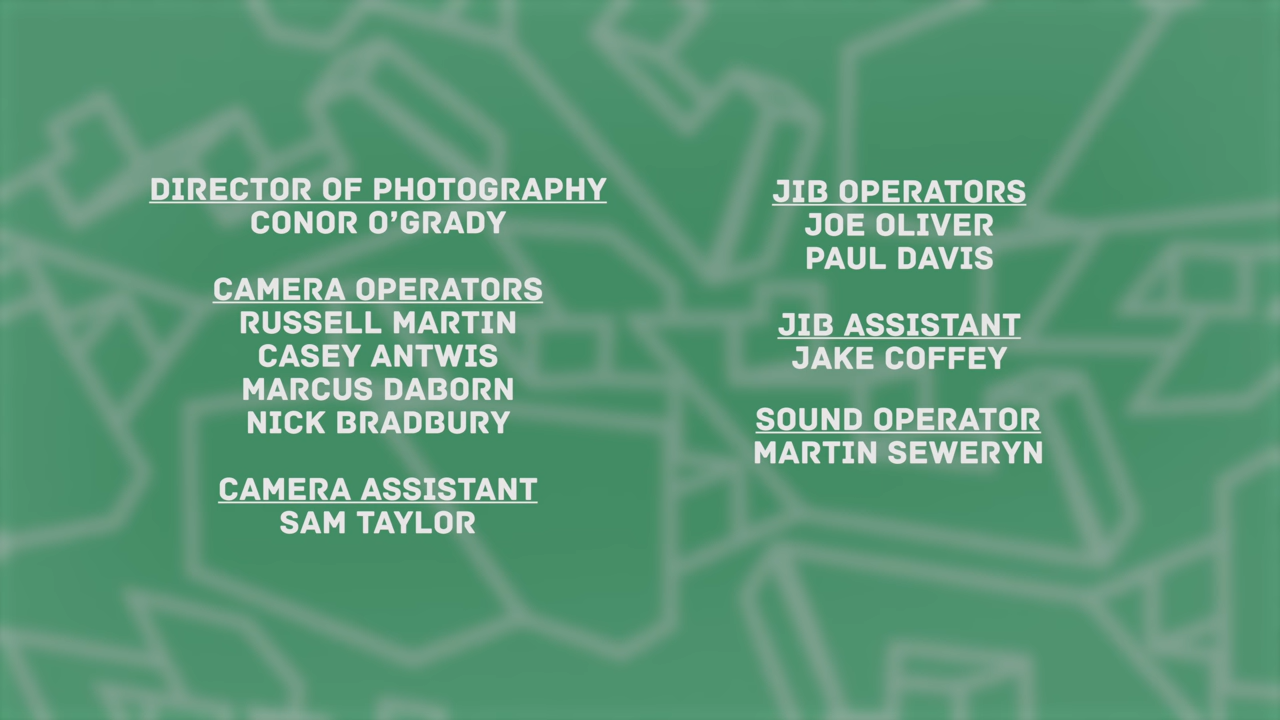 DIRECTOR OF PHOTOGRAPHY
CONOR O’GRADY
CAMERA OPERATORS
RUSSELL MARTIN
CASEY ANTWIS
MARCUS DABORN
NICK BRADBURY
CAMERA ASSISTANT
SAM TAYLOR
JIB OPERATORS
JOE OLIVER
PAUL DAVIS
JIB ASSISTANT
JAKE COFFEY
SOUND OPERATOR
MARTIN SEWERYN